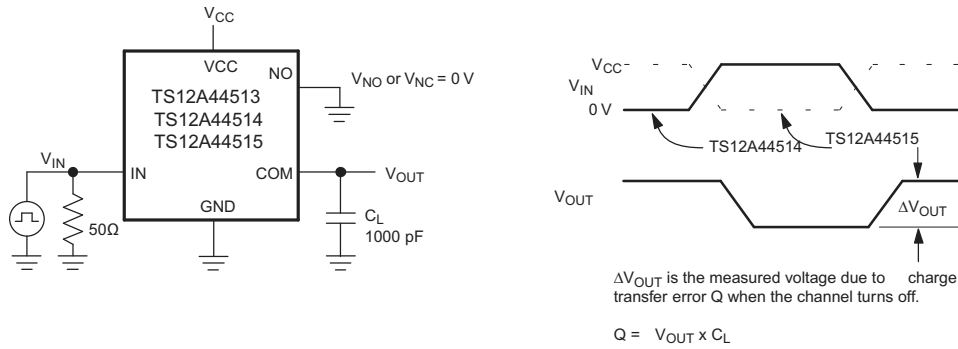 VCC
VCC
NO
VNO or VNC = 0 V
TS12A44513
TS12A44514
TS12A44515
VIN
IN
COM
VOUT
50Ω
GND
CL
1000 pF
VCC
VIN
0 V
TS12A44514
TS12A44515
VOUT
ΔVOUT
ΔVOUT is the measured voltage due to charge
transfer error Q when the channel turns off.
Q = VOUT x CL